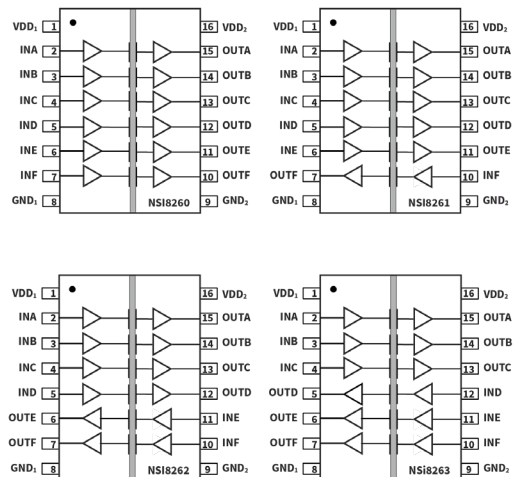 VDD₁ 1 16 VDD₂
INA 2 15 OUTA
INB 3 14 OUTB
INC 4 13 OUTC
IND 5 12 OUTD
INE 6 11 OUTE
INF 7 10 OUTF
GND₁ 8 NSI8260 9 GND₂
VDD₁ 1 16 VDD₂
INA 2 15 OUTA
INB 3 14 OUTB
INC 4 13 OUTC
IND 5 12 OUTD
INE 6 11 OUTE
OUTF 7 10 INF
GND₁ 8 NSI8261 9 GND₂
VDD₁ 1 16 VDD₂
INA 2 15 OUTA
INB 3 14 OUTB
INC 4 13 OUTC
IND 5 12 OUTD
OUTE 6 11 INE
OUTF 7 10 INF
GND₁ 8 NSi8262 9 GND₂
VDD₁ 1 16 VDD₂
INA 2 15 OUTA
INB 3 14 OUTB
INC 4 13 OUTC
OUTD 5 12 IND
OUTE 6 11 INE
OUTF 7 10 INF
GND₁ 8 NSi8263 9 GND₂